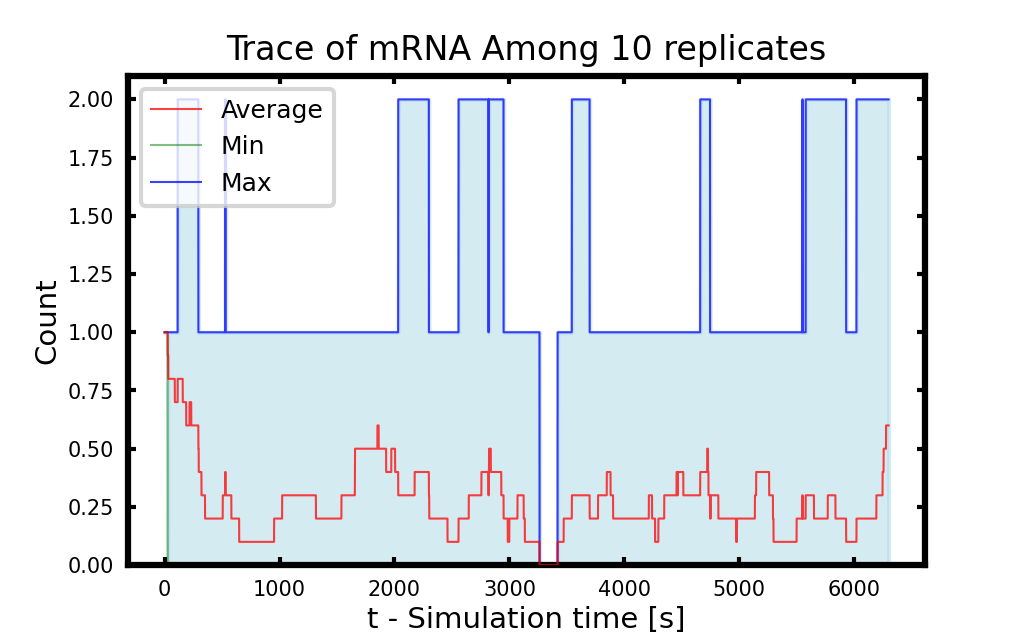 Trace of mRNA Among 10 replicates
Average
Min
Max
Count
2.00
1.75
1.50
1.25
1.00
0.75
0.50
0.25
0.00
0 1000 2000 3000 4000 5000 6000
t - Simulation time [s]